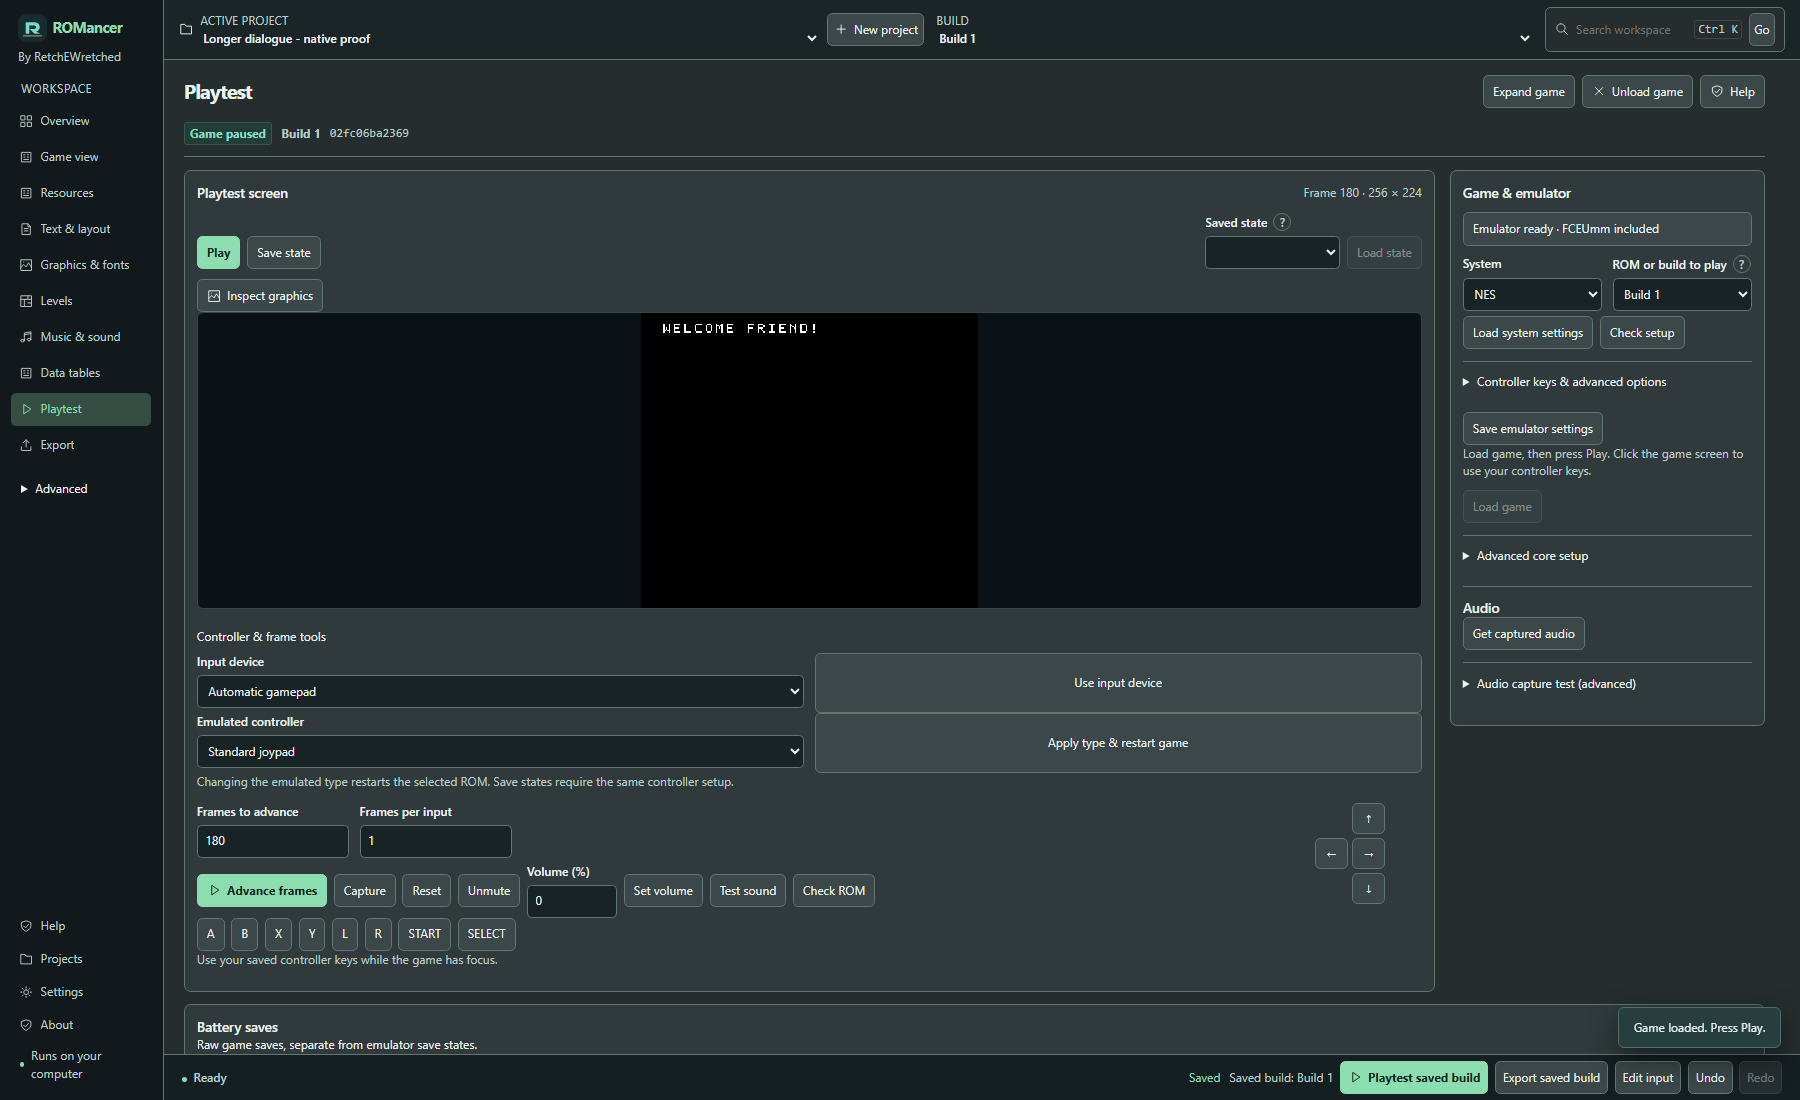 ROMancer
By RetchEWretched
WORKSPACE
Overview
Game view
Resources
Text & layout
Graphics & fonts
Levels
Music & sound
Data tables
Playtest
Export
Advanced
Help
Projects
Settings
About
Runs on your
computer
ACTIVE PROJECT
Longer dialogue - native proof
New project
BUILD
Build 1
Search workspace
Ctrl K
Go
Playtest
Expand game
Unload game
Help
Game paused
Build 1
02fc06ba2369
Playtest screen
Frame 180 · 256 × 224
Saved state ?
Play
Save state
Load state
Inspect graphics
WELCOME FRIEND!
Controller & frame tools
Input device
Automatic gamepad
Use input device
Emulated controller
Standard joypad
Apply type & restart game
Changing the emulated type restarts the selected ROM. Save states require the same controller setup.
Frames to advance
Frames per input
180
1
↑
← →
↓
Volume (%)
Advance frames
Capture
Reset
Unmute
0
Set volume
Test sound
Check ROM
A B X Y L R START SELECT
Use your saved controller keys while the game has focus.
Battery saves
Raw game saves, separate from emulator save states.
Game & emulator
Emulator ready · FCEUmm included
System
ROM or build to play ?
NES
Build 1
Load system settings
Check setup
Controller keys & advanced options
Save emulator settings
Load game, then press Play. Click the game screen to
use your controller keys.
Load game
Advanced core setup
Audio
Get captured audio
Audio capture test (advanced)
Game loaded. Press Play.
Ready
Saved
Saved build: Build 1
Playtest saved build
Export saved build
Edit input
Undo
Redo